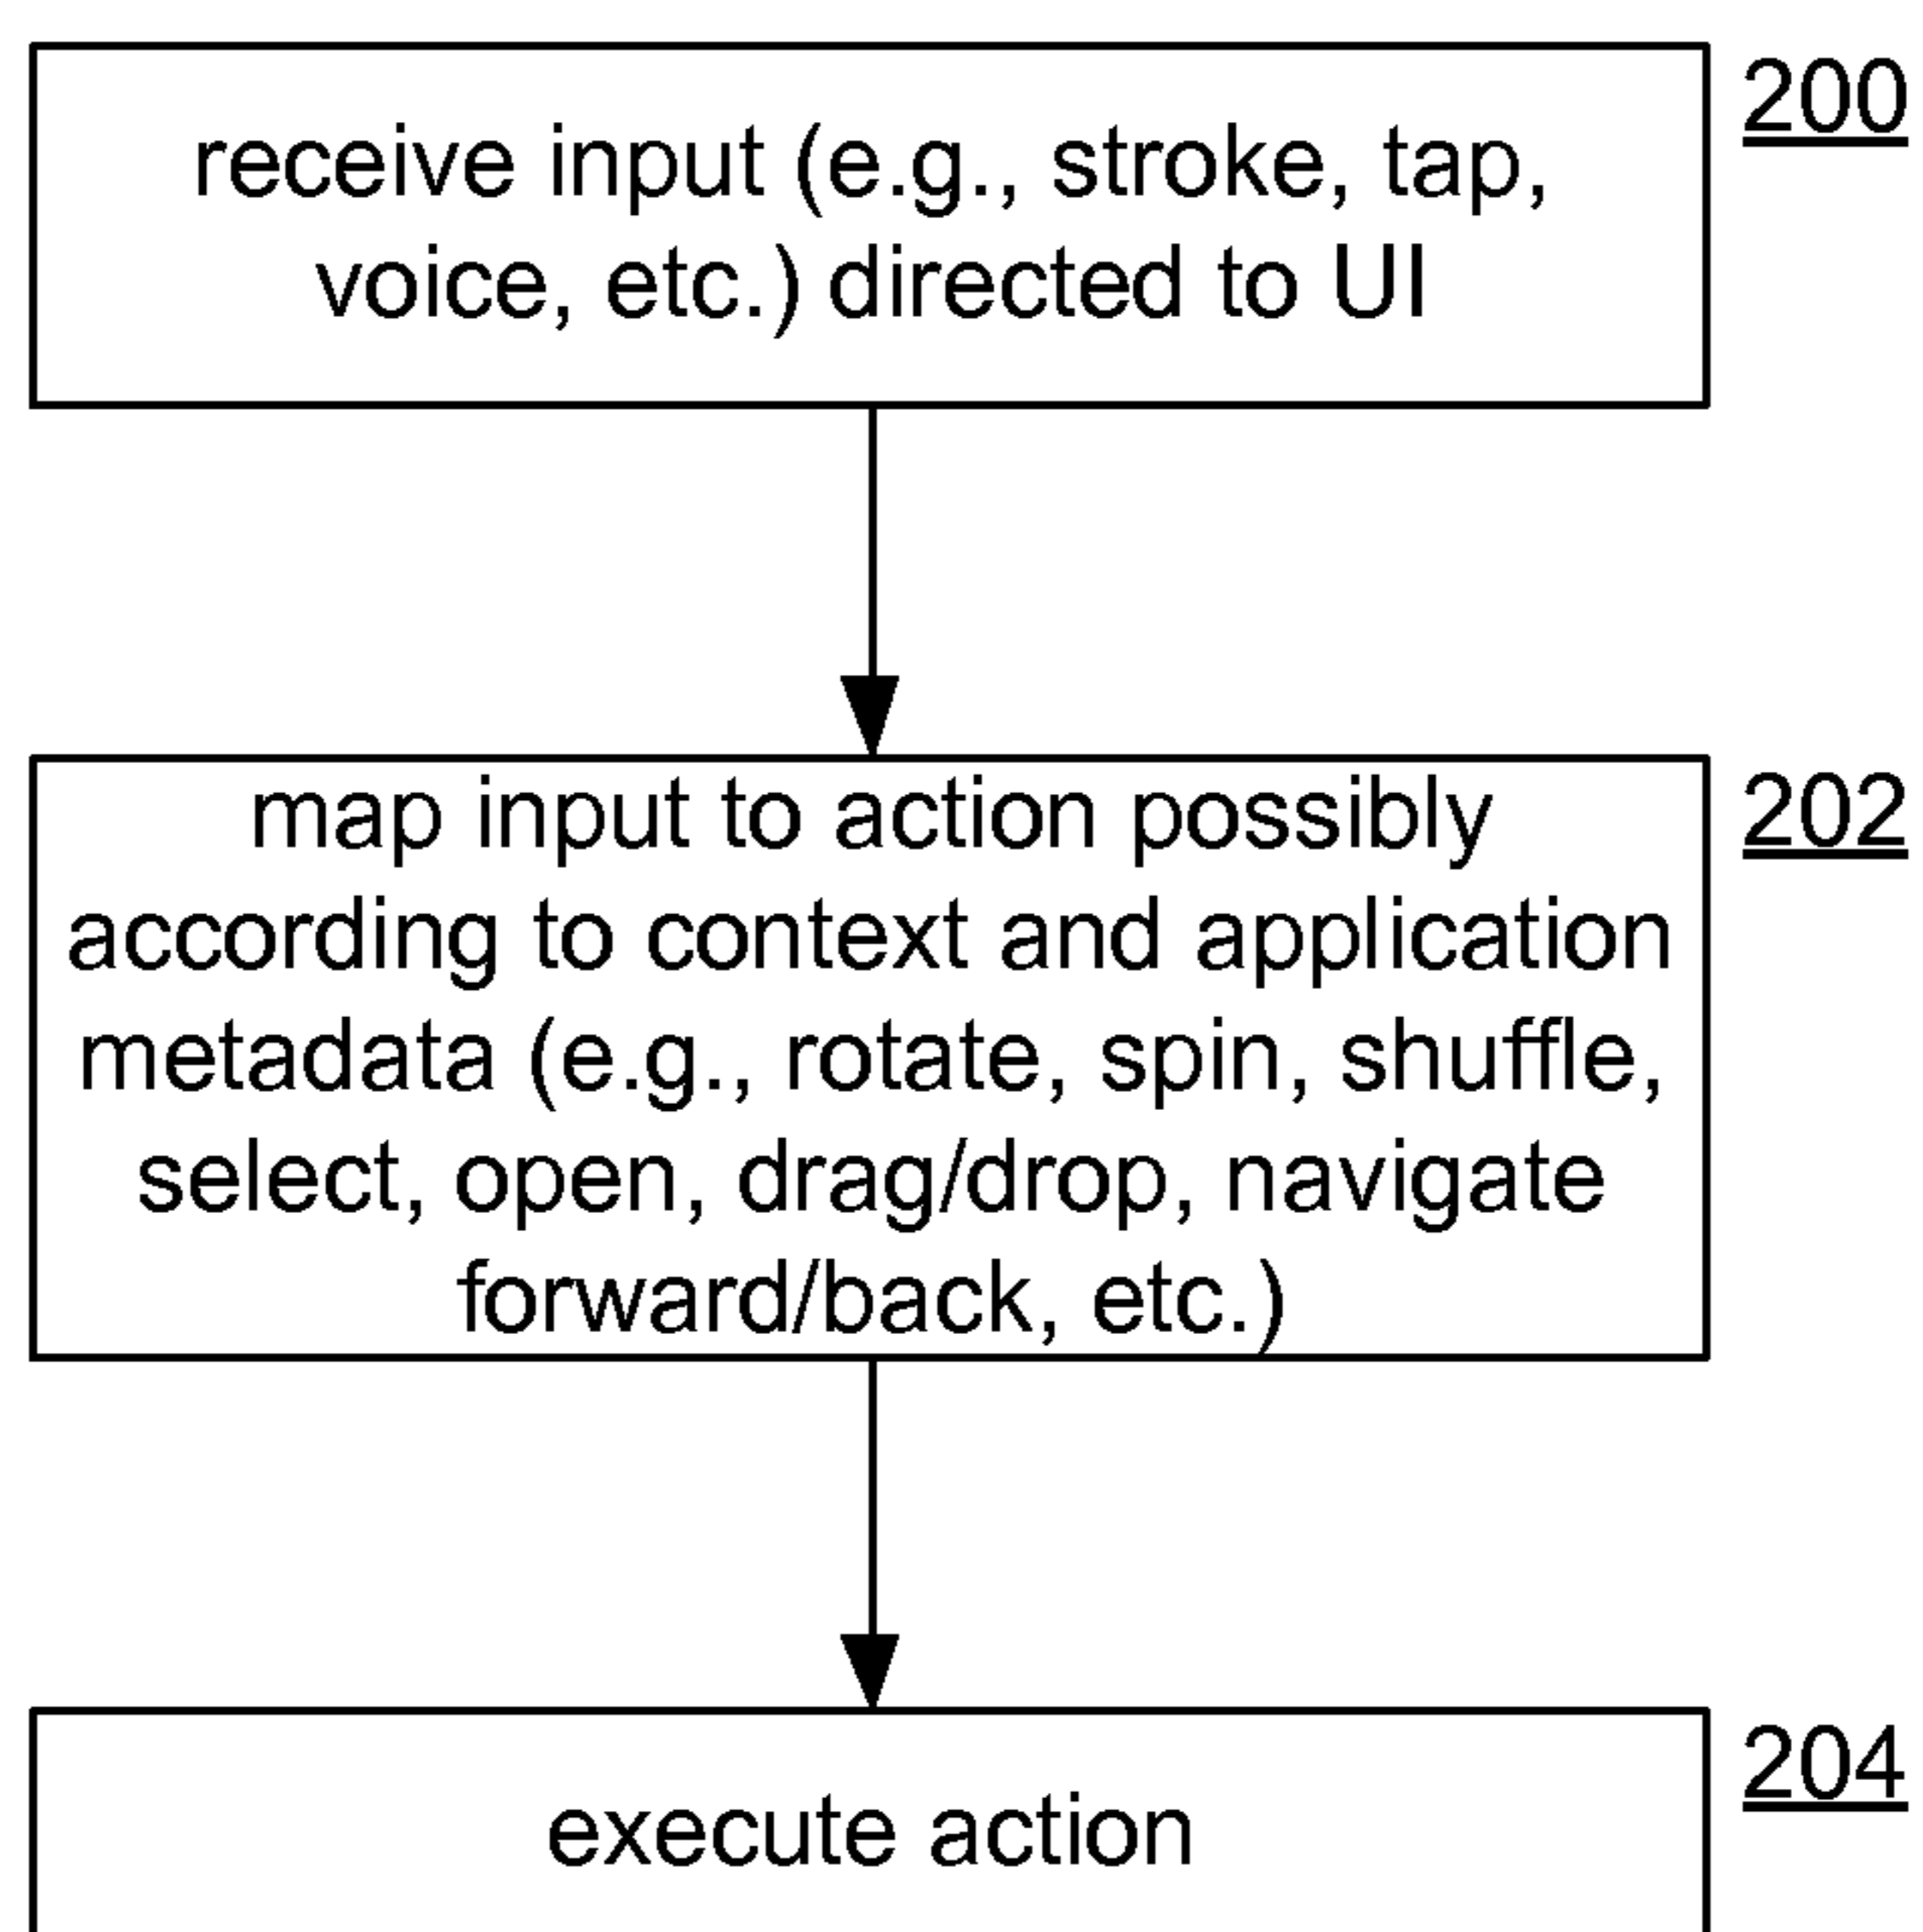 200
receive input (e.g., stroke, tap,
voice, etc.) directed to UI
202
map input to action possibly
according to context and application
metadata (e.g., rotate, spin, shuffle,
select, open, drag/drop, navigate
forward/back, etc.)
204
execute action